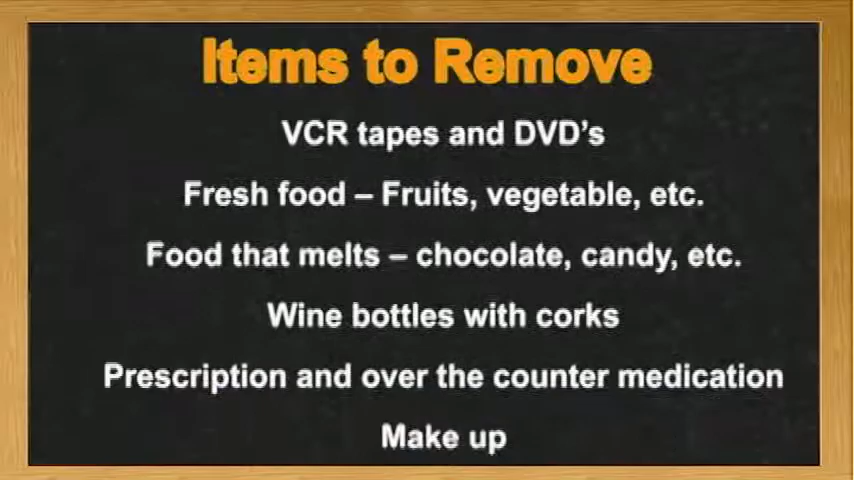 Items to Remove
VCR tapes and DVD's
Fresh food – Fruits, vegetable, etc.
Food that melts – chocolate, candy, etc.
Wine bottles with corks
Prescription and over the counter medication
Make up